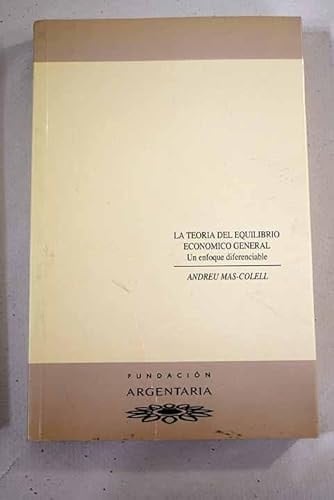 LA TEORIA DEL EQUILIBRIO
ECONOMICO GENERAL
Un enfoque diferenciable
ANDREU MAS-COLELL
FUNDACIÓN
ARGENTARIA